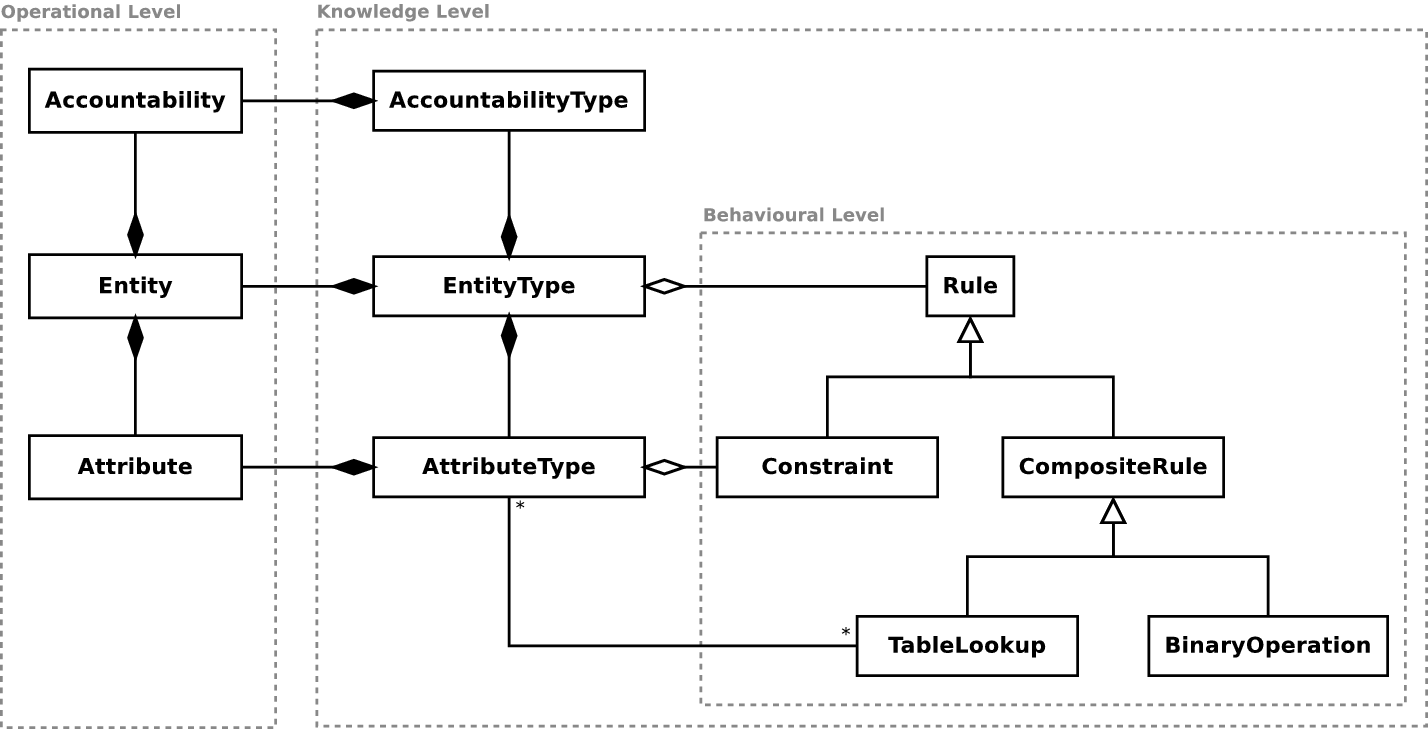 Operational Level
Knowledge Level
Accountability
AccountabilityType
Behavioural Level
Entity
EntityType
Rule
Attribute
AttributeType
Constraint
CompositeRule
*
*
TableLookup
BinaryOperation